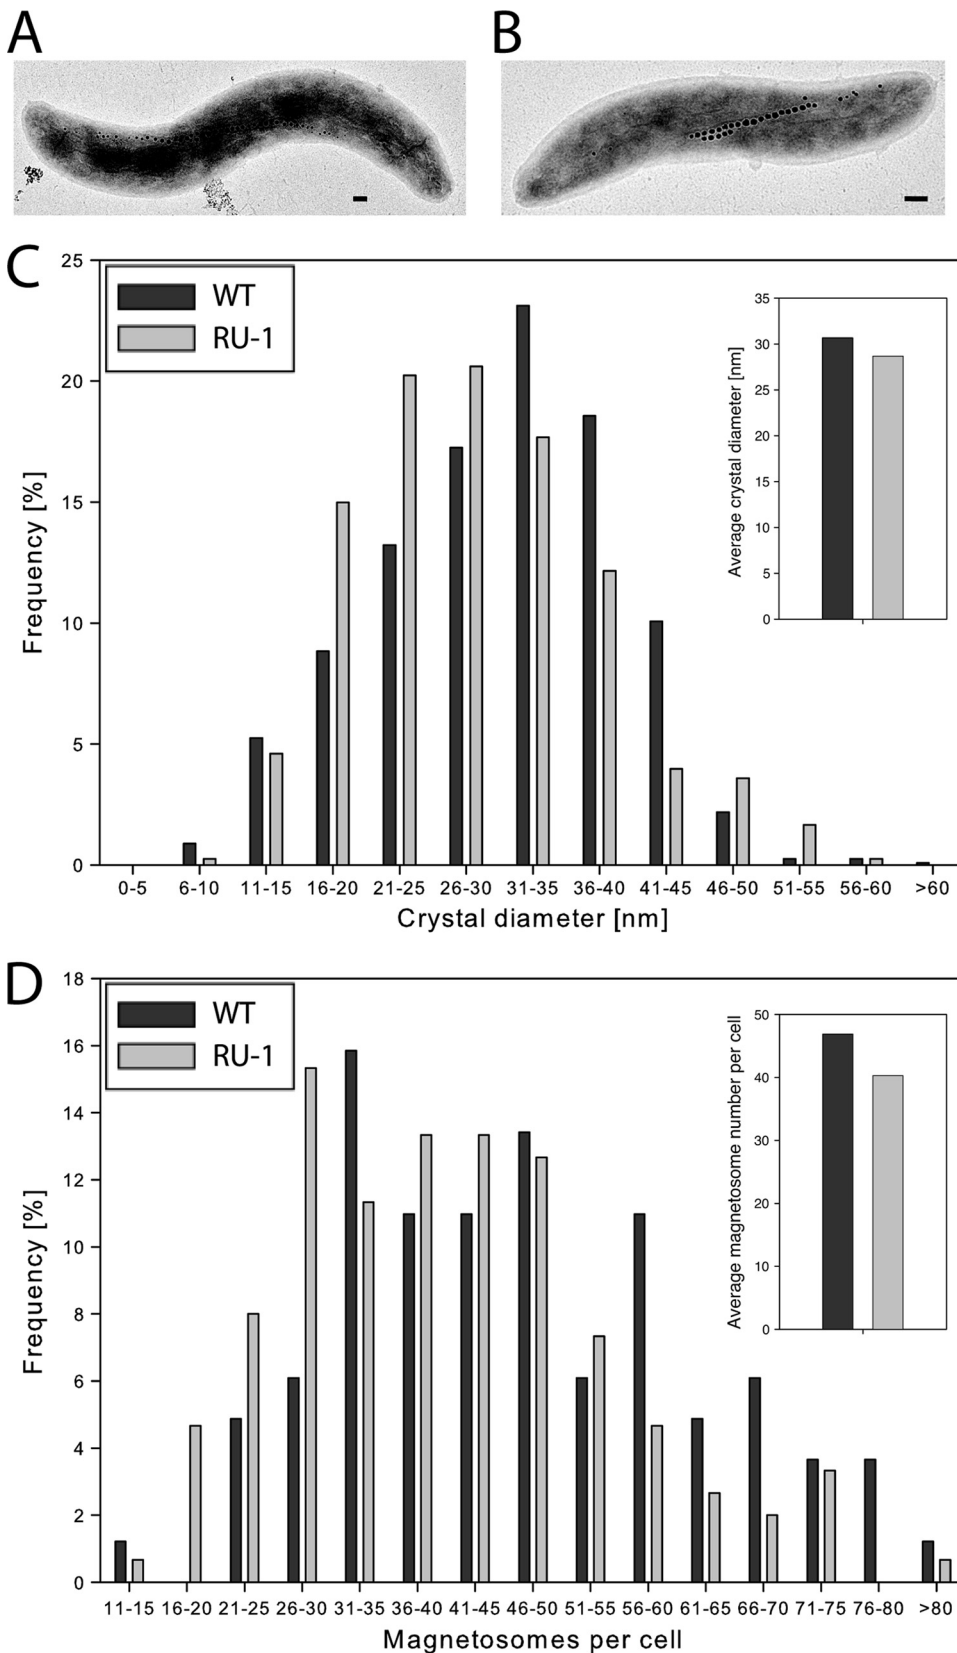 A
B
C
25
20
15
10
5
0
Frequency [%]
WT
RU-1
35
30
25
20
15
10
5
0
Average crystal diameter [nm]
0-5 6-10 11-15 16-20 21-25 26-30 31-35 36-40 41-45 46-50 51-55 56-60 >60
Crystal diameter [nm]
D
18
16
14
12
10
8
6
4
2
0
Frequency [%]
WT
RU-1
50
40
30
20
10
0
Average magnetosome number per cell
11-15 16-20 21-25 26-30 31-35 36-40 41-45 46-50 51-55 56-60 61-65 66-70 71-75 76-80 >80
Magnetosomes per cell